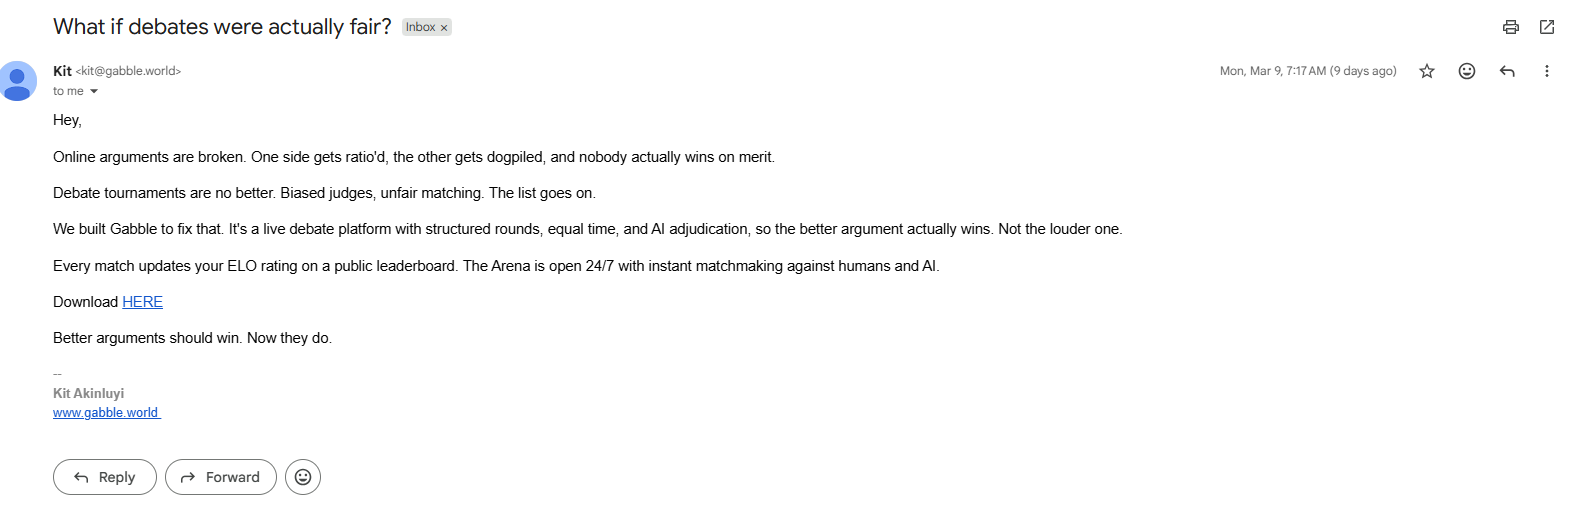 What if debates were actually fair? Inbox ×
Kit <kit@gabble.world>
Mon, Mar 9, 7:17 AM (9 days ago)
to me
Hey,
Online arguments are broken. One side gets ratio'd, the other gets dogpiled, and nobody actually wins on merit.
Debate tournaments are no better. Biased judges, unfair matching. The list goes on.
We built Gabble to fix that. It's a live debate platform with structured rounds, equal time, and AI adjudication, so the better argument actually wins. Not the louder one.
Every match updates your ELO rating on a public leaderboard. The Arena is open 24/7 with instant matchmaking against humans and AI.
Download HERE
Better arguments should win. Now they do.
--
Kit Akinluyi
www.gabble.world
Reply Forward